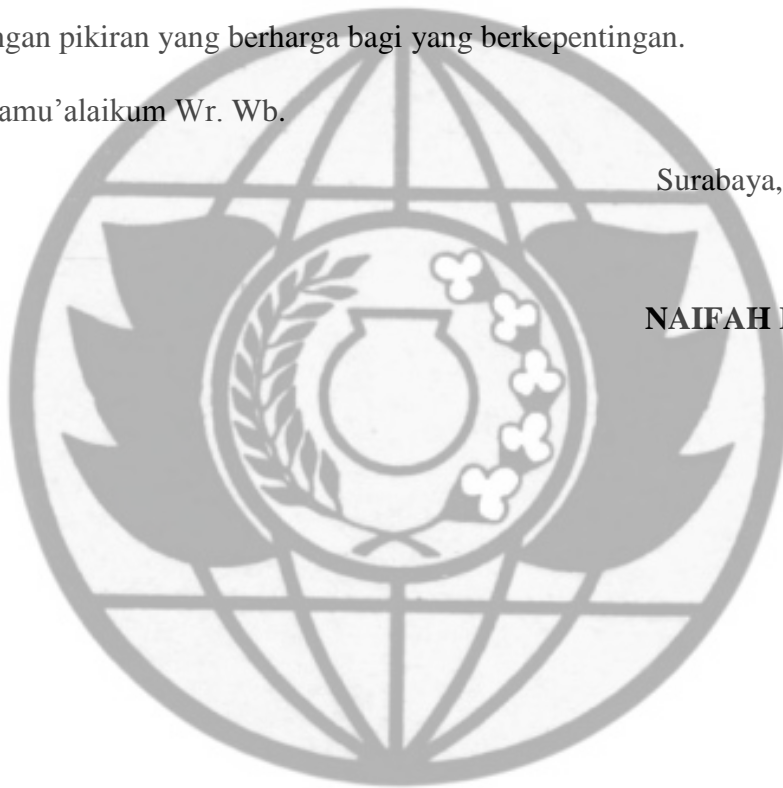 ngan pikiran yang berharga bagi yang berkepentingan.
amu’alaikum Wr. Wb.
Surabaya,
NAIFAH